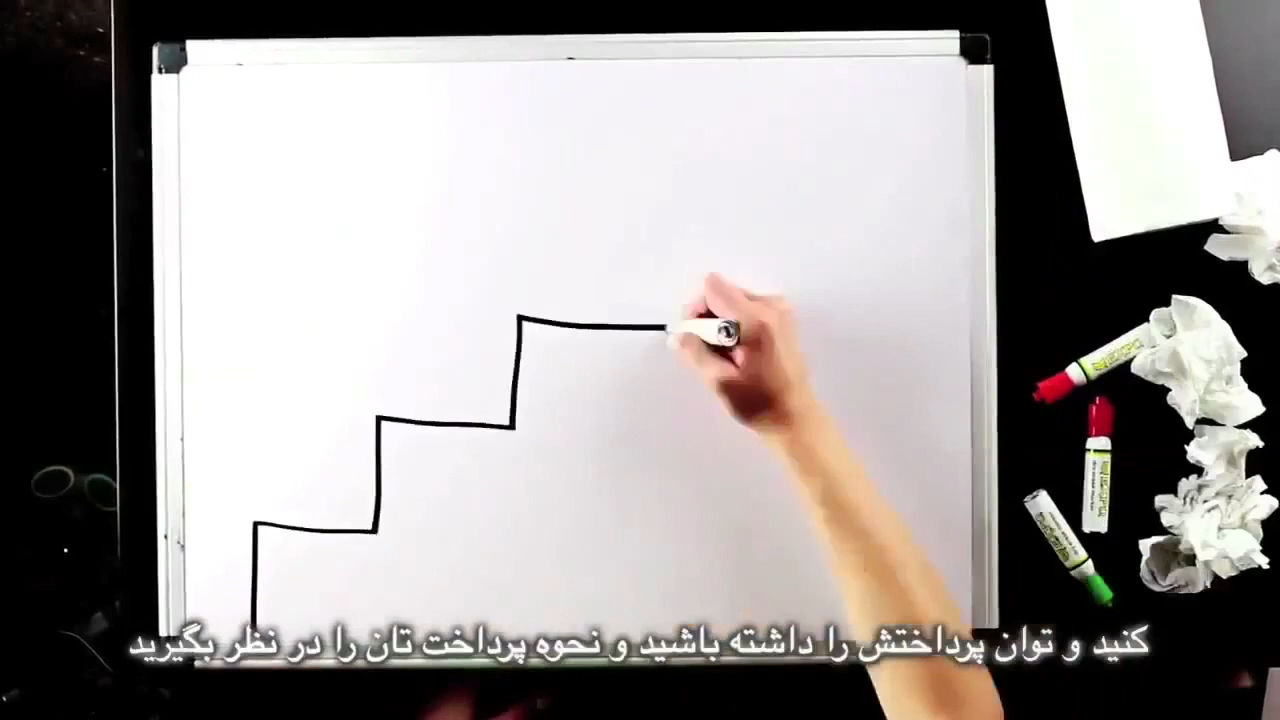 کنید و توان پرداختش را داشته باشید و نحوه پرداخت تان را در نظر بگیرید